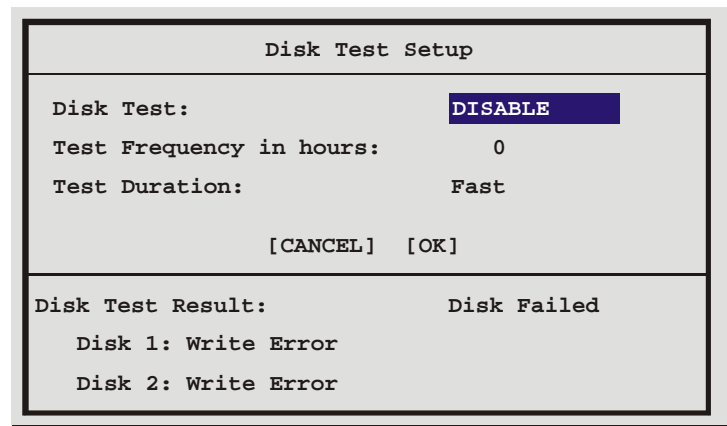 Disk Test Setup
Disk Test: DISABLE
Test Frequency in hours: 0
Test Duration: Fast
[CANCEL] [OK]
Disk Test Result: Disk Failed
Disk 1: Write Error
Disk 2: Write Error